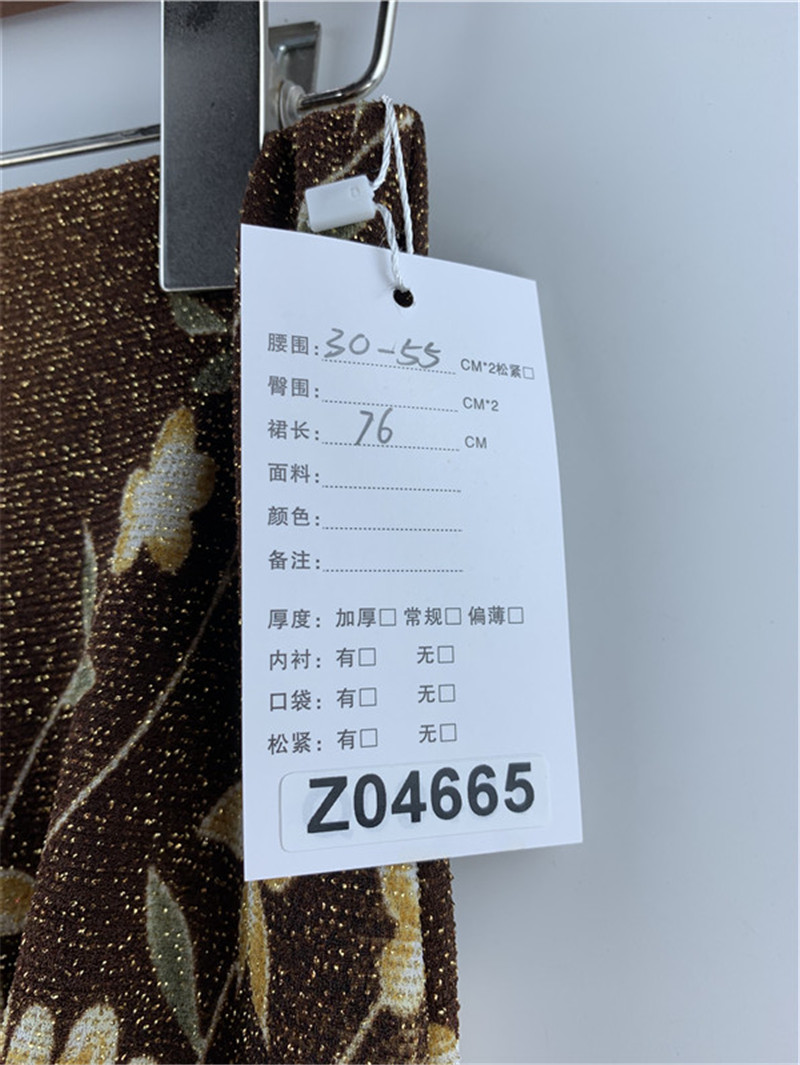 腰围:30-55 CM*2松紧□
臀围: CM*2
裙长: 76 CM
面料:
颜色:
备注:
厚度: 加厚□ 常规□ 偏薄□
内衬: 有□ 无□
口袋: 有□ 无□
松紧: 有□ 无□
Z04665